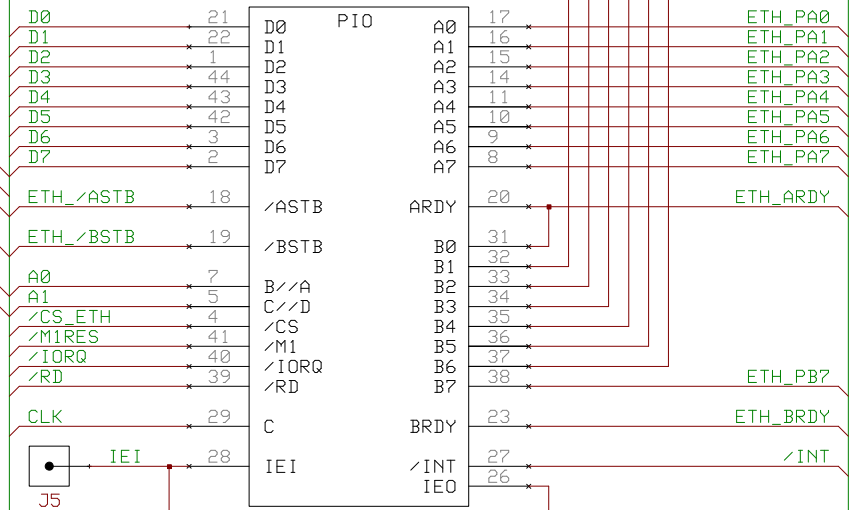 PIO
D0 21 D0 A0 17 ETH_PA0
D1 22 D1 A1 16 ETH_PA1
D2 1 D2 A2 15 ETH_PA2
D3 44 D3 A3 14 ETH_PA3
D4 43 D4 A4 11 ETH_PA4
D5 42 D5 A5 10 ETH_PA5
D6 3 D6 A6 9 ETH_PA6
D7 2 D7 A7 8 ETH_PA7
ETH_/ASTB 18 /ASTB ARDY 20 ETH_ARDY
ETH_/BSTB 19 /BSTB B0 31
B1 32
A0 7 B//A B2 33
A1 5 C//D B3 34
/CS_ETH 4 /CS B4 35
/M1RES 41 /M1 B5 36
/IORQ 40 /IORQ B6 37
/RD 39 /RD B7 38 ETH_PB7
CLK 29 C BRDY 23 ETH_BRDY
IEI 28 IEI /INT 27 /INT
IEO 26
J5